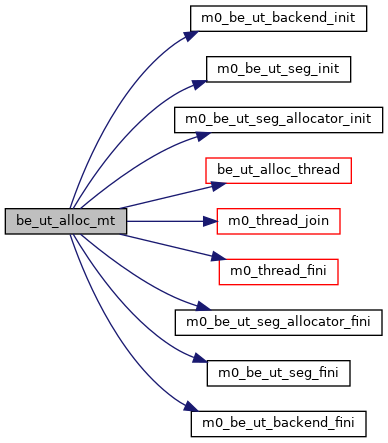 m0_be_ut_backend_init
m0_be_ut_seg_init
m0_be_ut_seg_allocator_init
be_ut_alloc_thread
be_ut_alloc_mt
m0_thread_join
m0_thread_fini
m0_be_ut_seg_allocator_fini
m0_be_ut_seg_fini
m0_be_ut_backend_fini